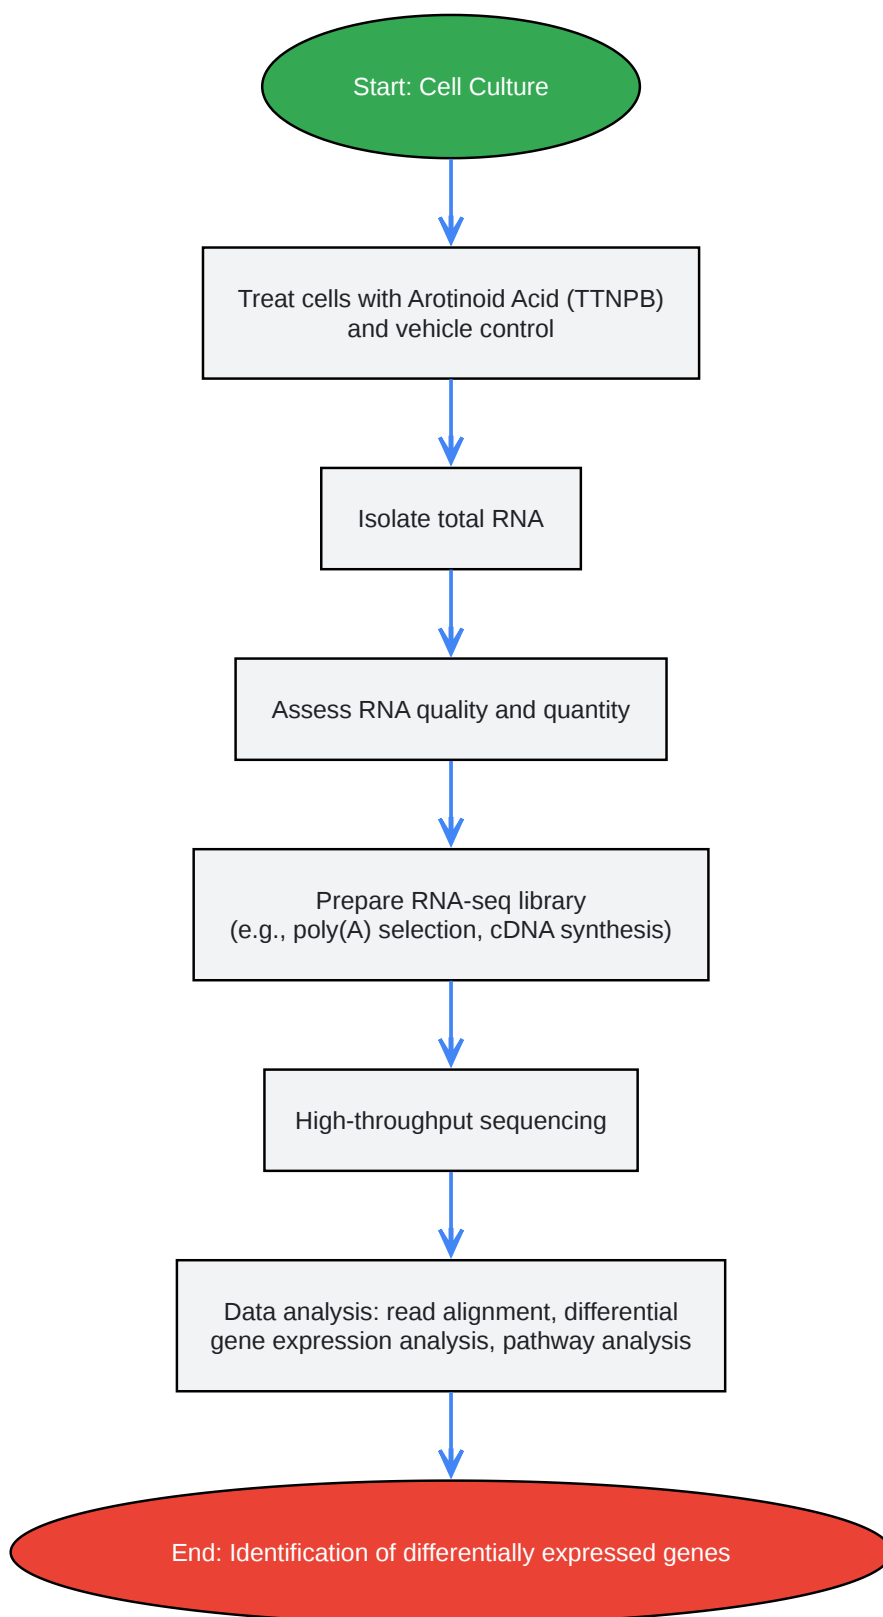 Start: Cell Culture
Treat cells with Arotinoid Acid (TTNPB)
and vehicle control
Isolate total RNA
Assess RNA quality and quantity
Prepare RNA-seq library
(e.g., poly(A) selection, cDNA synthesis)
High-throughput sequencing
Data analysis: read alignment, differential
gene expression analysis, pathway analysis
End: Identification of differentially expressed genes